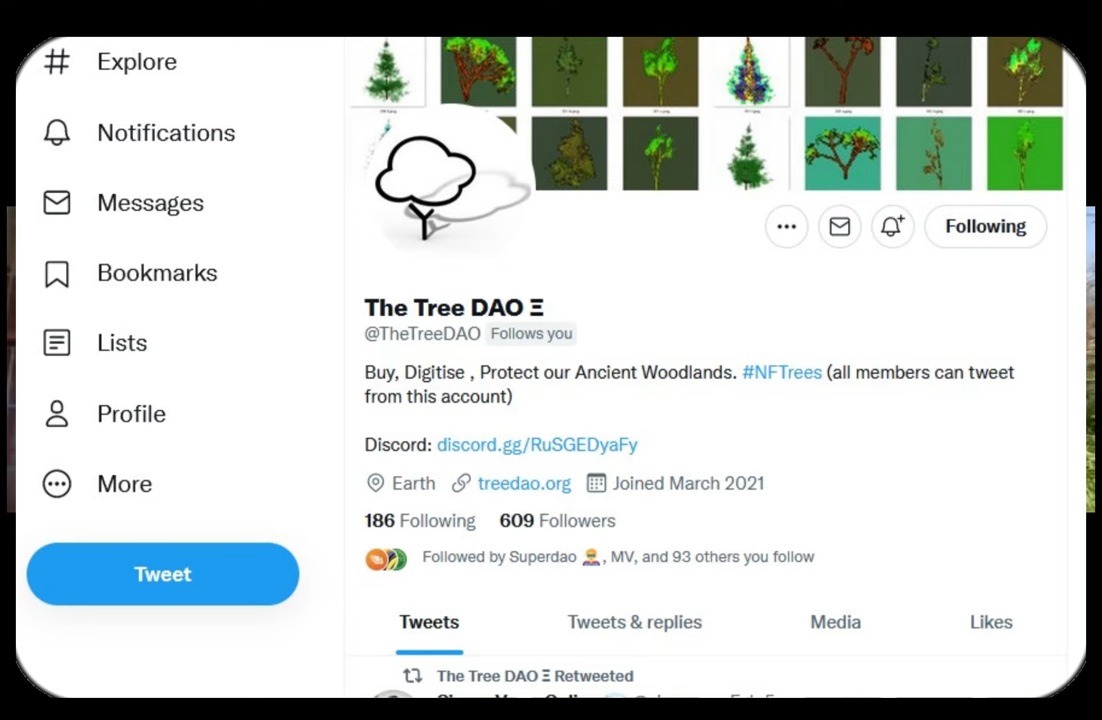 Explore
Notifications
Messages
Bookmarks
Lists
Profile
More
Tweet
Following
The Tree DAO Ξ
@TheTreeDAO Follows you
Buy, Digitise , Protect our Ancient Woodlands. #NFTrees (all members can tweet
from this account)
Discord: discord.gg/RuSGEDyaFy
Earth treedao.org Joined March 2021
186 Following 609 Followers
Followed by Superdao 👷, MV, and 93 others you follow
Tweets Tweets & replies Media Likes
The Tree DAO Ξ Retweeted